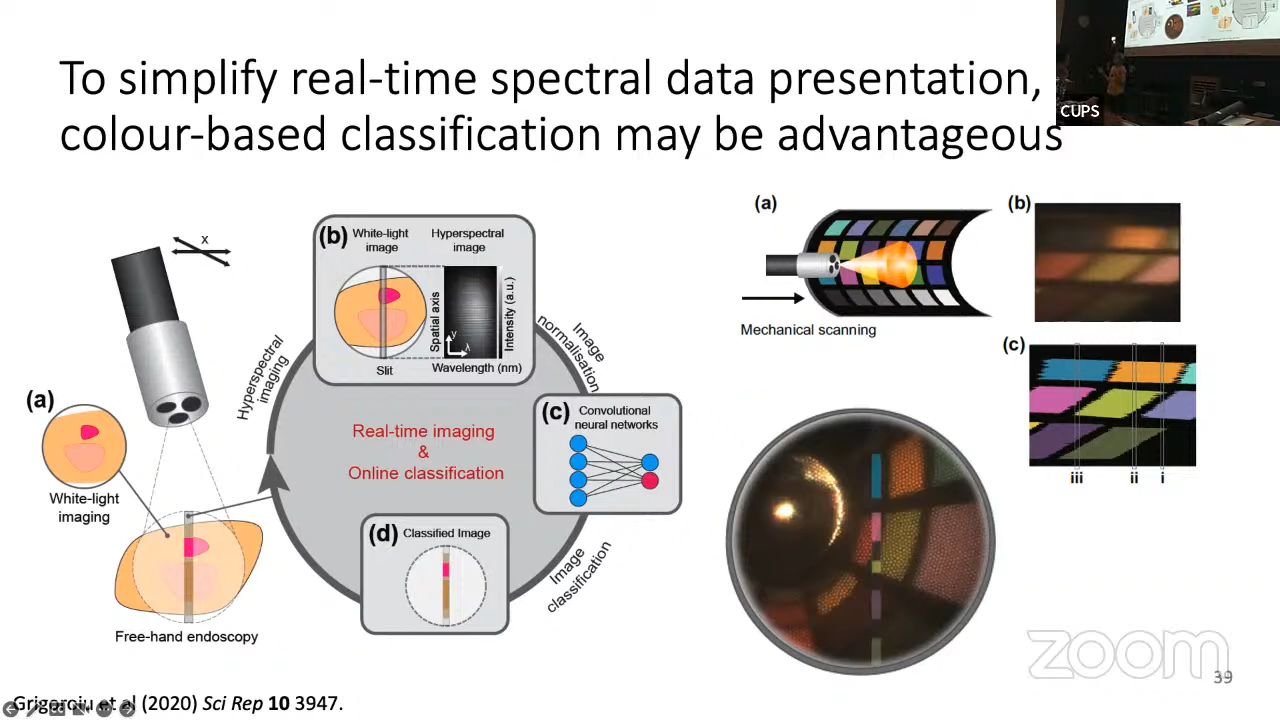 To simplify real-time spectral data presentation,
colour-based classification may be advantageous
CUPS
x
(a)
White-light
imaging
Free-hand endoscopy
Hyperspectral
imaging
(b)
White-light
image
Hyperspectral
image
Spatial axis
y
λ
Intensity (a.u.)
Slit
Wavelength (nm)
Image
normalisation
Real-time imaging
&
Online classification
(c)
Convolutional
neural networks
Image
classification
(d)
Classified Image
(a)
Mechanical scanning
(b)
(c)
iii
ii
i
zoom
39
Grigoroiu et al (2020) Sci Rep 10 3947.